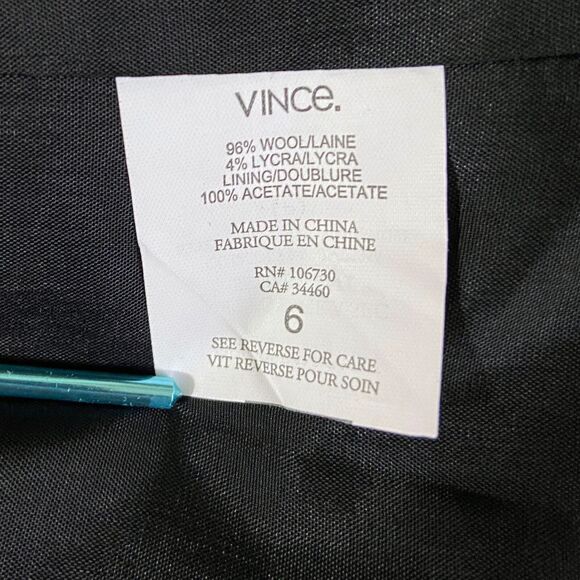 VINCe.
96% WOOL/LAINE
4% LYCRA/LYCRA
LINING/DOUBLURE
100% ACETATE/ACETATE
MADE IN CHINA
FABRIQUE EN CHINE
RN# 106730
CA# 34460
6
SEE REVERSE FOR CARE
VIT REVERSE POUR SOIN